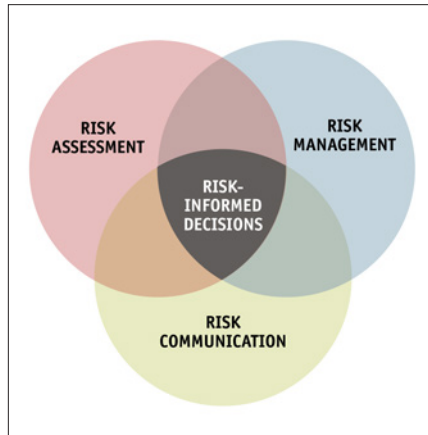 RISK
ASSESSMENT
RISK
MANAGEMENT
RISK-
INFORMED
DECISIONS
RISK
COMMUNICATION